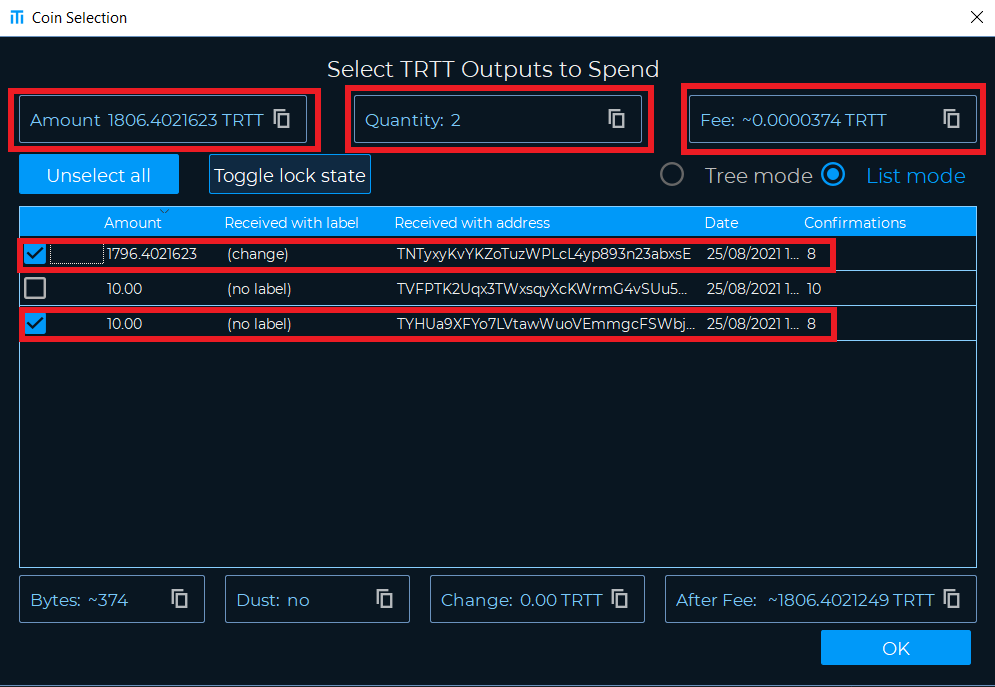 Coin Selection
Select TRTT Outputs to Spend
Amount 1806.4021623 TRTT Quantity: 2 Fee: ~0.0000374 TRTT
Unselect all Toggle lock state Tree mode List mode
Amount Received with label Received with address Date Confirmations
1796.4021623 (change) TNTyxyKvYKZoTuzWPLcL4yp893n23abxsE 25/08/2021 1... 8
10.00 (no label) TVFPTK2Uqx3TWxsqyXcKWrmG4vSUu5... 25/08/2021 1... 10
10.00 (no label) TYHUa9XFYo7LVtawWuoVEmmgcFSWbj... 25/08/2021 1... 8
Bytes: ~374 Dust: no Change: 0.00 TRTT After Fee: ~1806.4021249 TRTT
OK